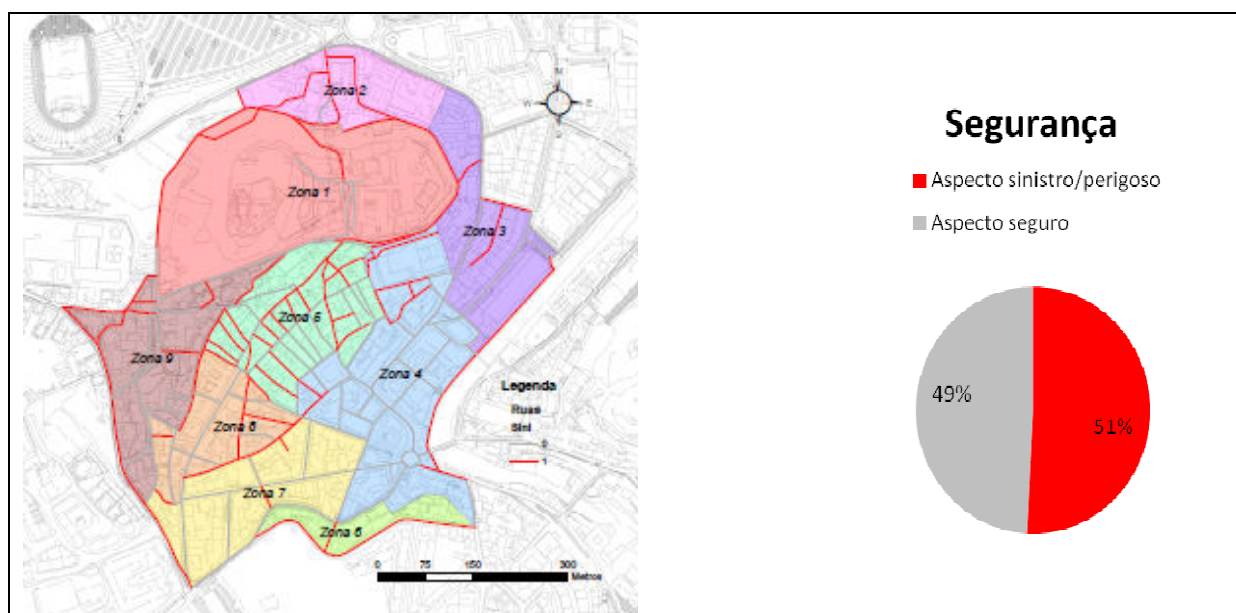 Zona 2
N
W
E
S
Zona 1
Zona 3
Zona 5
Zona 9
Zona 4
Zona 8
Zona 7
Zona 6
Legenda
Ruas
Sini
0
1
0 75 150 300
Metros
Segurança
Aspecto sinistro/perigoso
Aspecto seguro
49%
51%